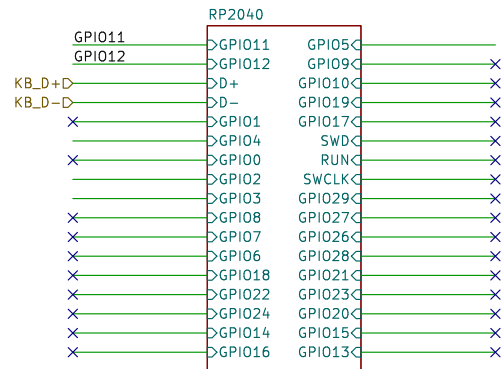 RP2040
GPIO11
GPIO11 GPIO5
GPIO12
GPIO12 GPIO9
KB_D+ D+ GPIO10
KB_D- D- GPIO19
GPIO1 GPIO17
GPIO4 SWD
GPIO0 RUN
GPIO2 SWCLK
GPIO3 GPIO29
GPIO8 GPIO27
GPIO7 GPIO26
GPIO6 GPIO28
GPIO18 GPIO21
GPIO22 GPIO23
GPIO24 GPIO20
GPIO14 GPIO15
GPIO16 GPIO13